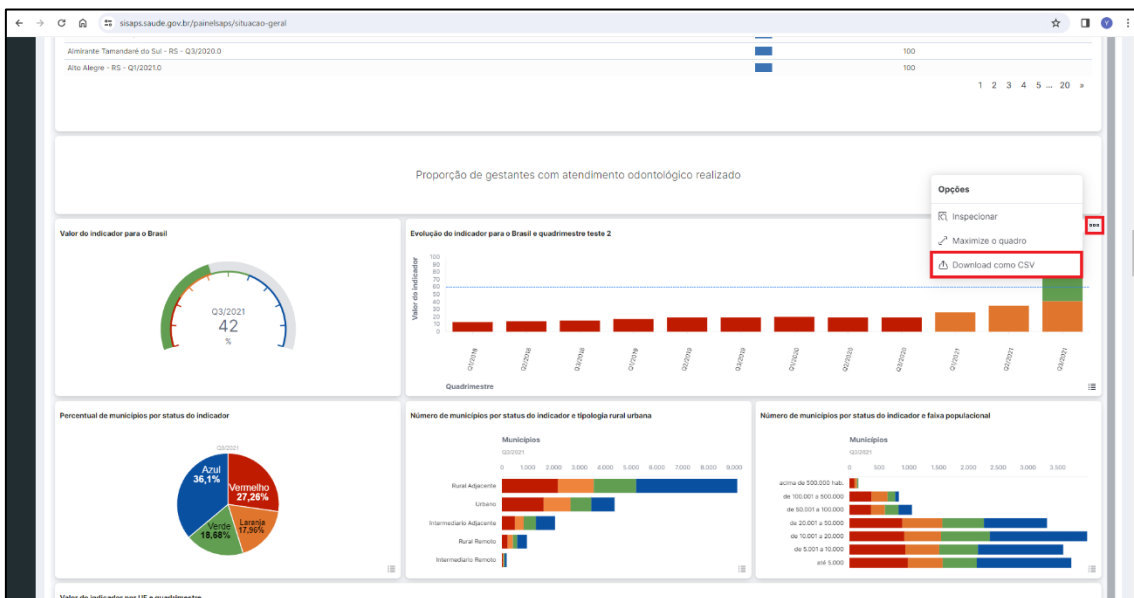 sisaps.saude.gov.br/painelsaps/situacao-geral
Almirante Tamandaré do Sul - RS - Q3/2020.0 100
Alto Alegre - RS - Q1/2021.0 100
1 2 3 4 5 ... 20 »
Proporção de gestantes com atendimento odontológico realizado
Opções
Inspecionar
Maximize o quadro
Download como CSV
Valor do indicador para o Brasil
Q3/2021
42
%
Evolução do indicador para o Brasil e quadrimestre teste 2
Valor do indicador
100
90
80
70
60
50
40
30
20
10
0
Q1/2018 Q2/2018 Q3/2018 Q1/2019 Q2/2019 Q3/2019 Q1/2020 Q2/2020 Q3/2020 Q1/2021 Q2/2021 Q3/2021
Quadrimestre
Percentual de municípios por status do indicador
Q3/2021
Azul
36,1%
Vermelho
27,26%
Verde
18,68%
Laranja
17,96%
Número de municípios por status do indicador e tipologia rural urbana
Municípios
Q3/2021
0 1.000 2.000 3.000 4.000 5.000 6.000 7.000 8.000 9.000
Rural Adjacente
Urbano
Intermediario Adjacente
Rural Remoto
Intermediario Remoto
Número de municípios por status do indicador e faixa populacional
Municípios
Q3/2021
0 500 1.000 1.500 2.000 2.500 3.000 3.500
acima de 500.000 hab.
de 100.001 a 500.000
de 50.001 a 100.000
de 20.001 a 50.000
de 10.001 a 20.000
de 5.001 a 10.000
até 5.000
Valor do indicador por UF e quadrimestre